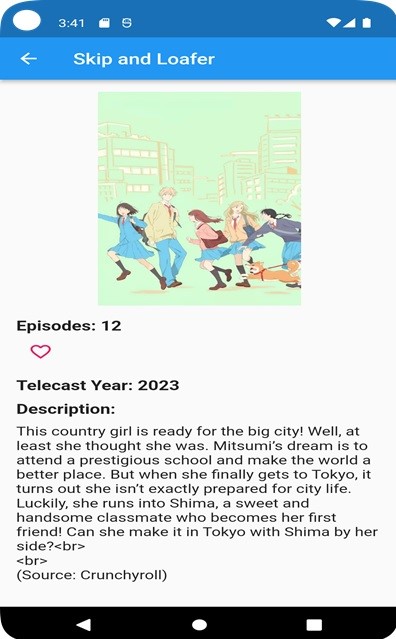 3:41
Skip and Loafer
Episodes: 12
Telecast Year: 2023
Description:
This country girl is ready for the big city! Well, at
least she thought she was. Mitsumi’s dream is to
attend a prestigious school and make the world a
better place. But when she finally gets to Tokyo, it
turns out she isn’t exactly prepared for city life.
Luckily, she runs into Shima, a sweet and
handsome classmate who becomes her first
friend! Can she make it in Tokyo with Shima by her
side?<br>
<br>
(Source: Crunchyroll)